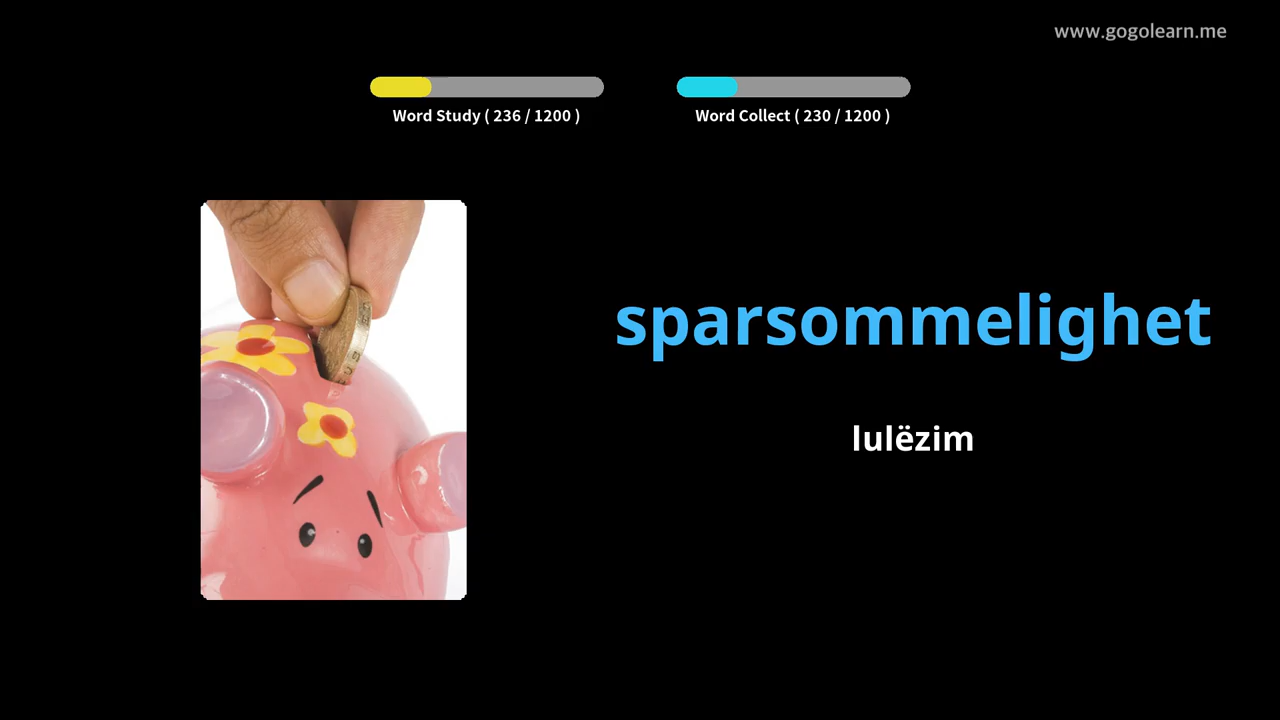 www.gogolearn.me
Word Study ( 236 / 1200 )
Word Collect ( 230 / 1200 )
sparsommelighet
lulëzim